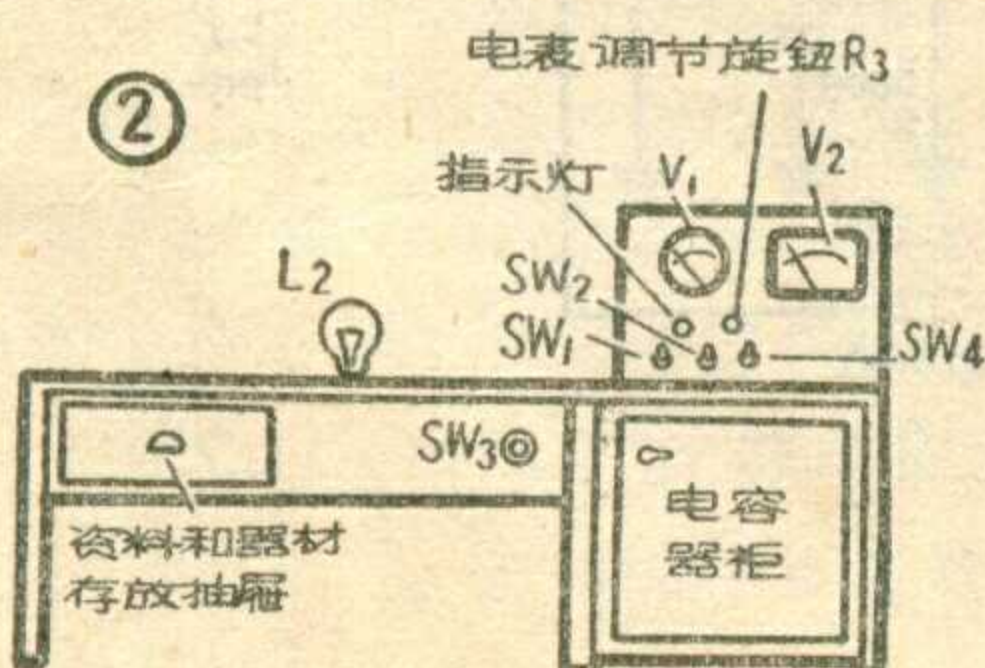 ②
电表调节旋钮R₃
指示灯
V₁
V₂
L2
SW₂
SW₁
SW₄
SW₃
资料和器材
存放抽屉
电容
器柜